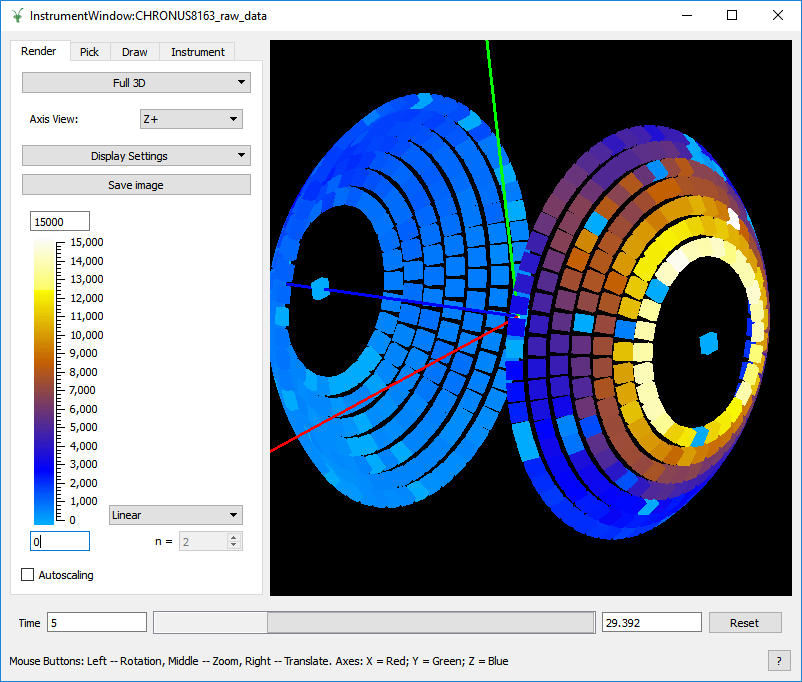 InstrumentWindow:CHRONUS8163_raw_data
Render Pick Draw Instrument
Full 3D
Axis View: Z+
Display Settings
Save image
15000
15,000
14,000
13,000
12,000
11,000
10,000
9,000
8,000
7,000
6,000
5,000
4,000
3,000
2,000
1,000
0
Linear
0 n = 2
Autoscaling
Time 5 29.392 Reset
Mouse Buttons: Left -- Rotation, Middle -- Zoom, Right -- Translate. Axes: X = Red; Y = Green; Z = Blue ?